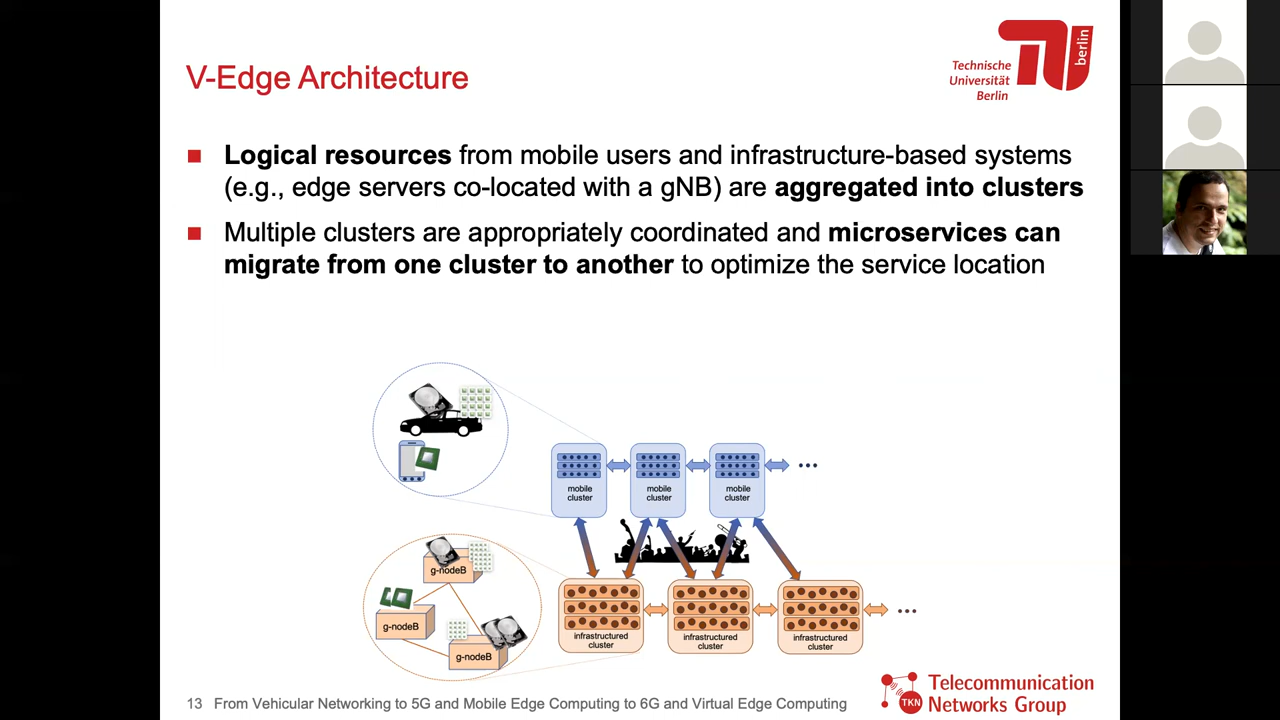 V-Edge Architecture
Technische
Universität
Berlin
berlin
Logical resources from mobile users and infrastructure-based systems
(e.g., edge servers co-located with a gNB) are aggregated into clusters
Multiple clusters are appropriately coordinated and microservices can
migrate from one cluster to another to optimize the service location
mobile
cluster
mobile
cluster
mobile
cluster
...
g-nodeB
g-nodeB
g-nodeB
infrastructured
cluster
infrastructured
cluster
infrastructured
cluster
...
13 From Vehicular Networking to 5G and Mobile Edge Computing to 6G and Virtual Edge Computing
TKN
Telecommunication
Networks Group